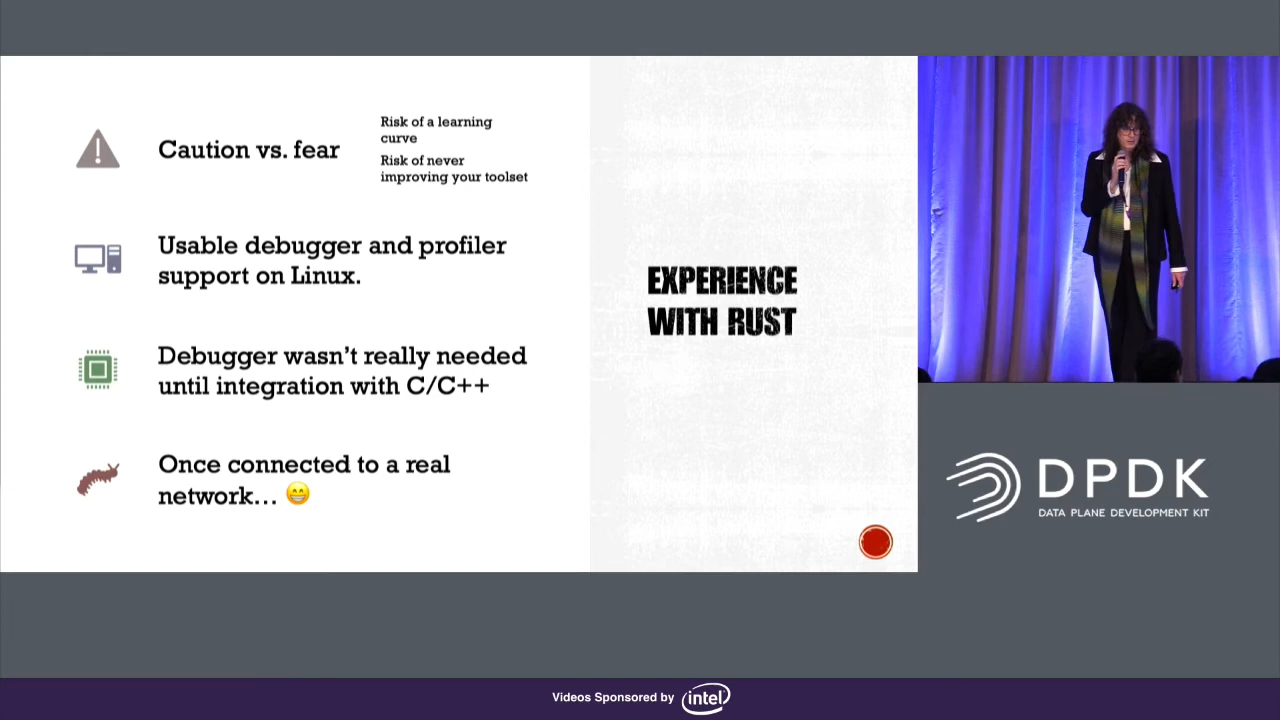 Caution vs. fear
Risk of a learning
curve
Risk of never
improving your toolset
Usable debugger and profiler
support on Linux.
Debugger wasn't really needed
until integration with C/C++
Once connected to a real
network... 😁
EXPERIENCE
WITH RUST
DPDK
DATA PLANE DEVELOPMENT KIT
Videos Sponsored by intel